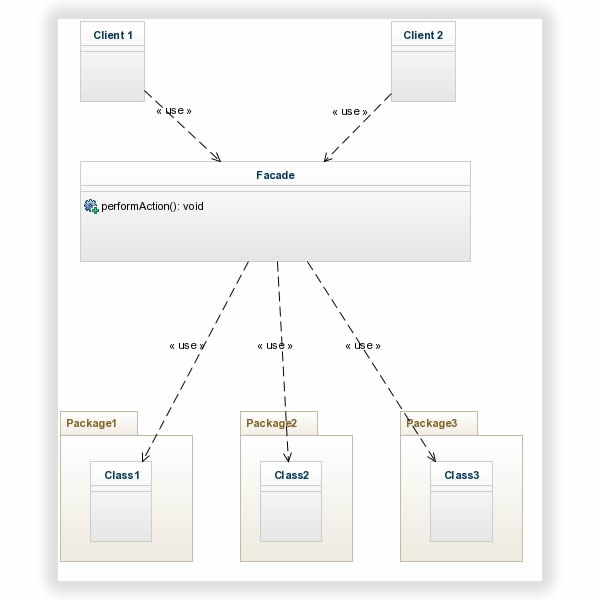 Client 1
Client 2
« use »
« use »
Facade
performAction(): void
« use »
« use »
« use »
Package1
Package2
Package3
Class1
Class2
Class3